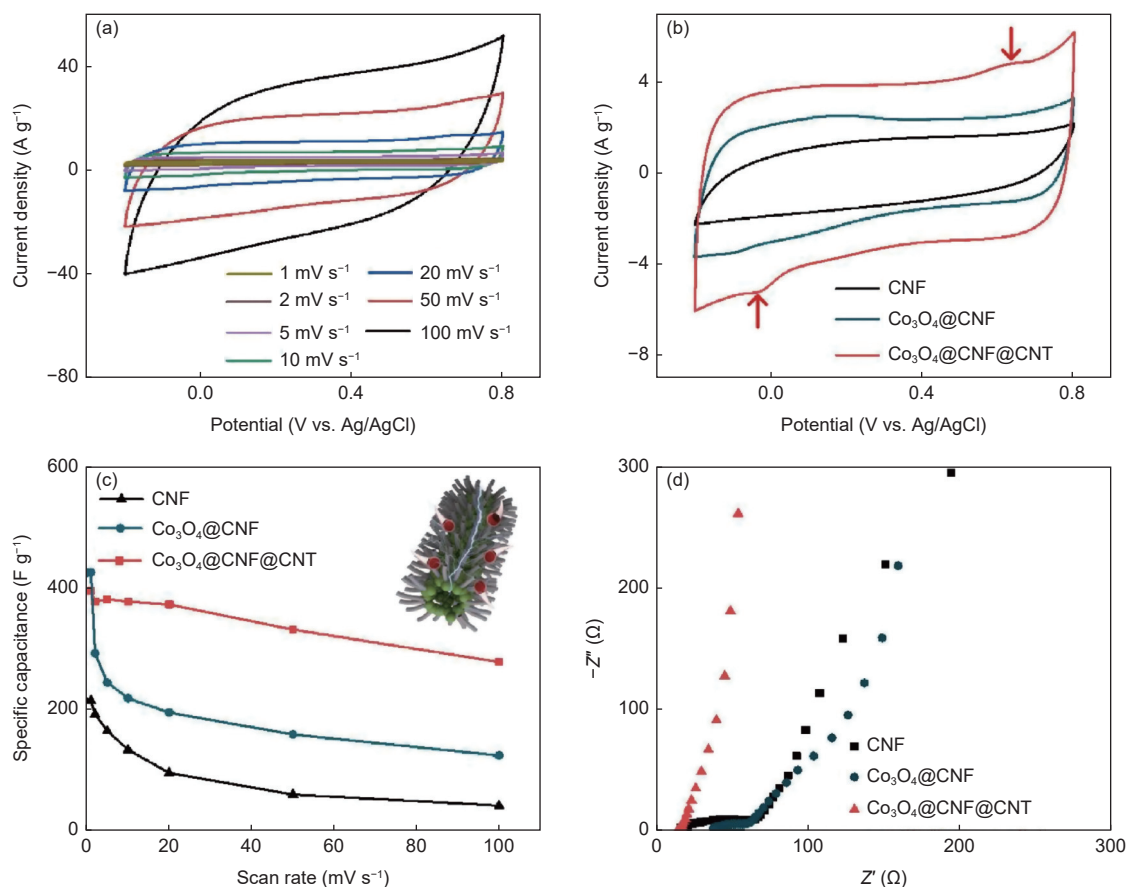 (a)
40
0
−40
−80
Current density (A g⁻¹)
1 mV s⁻¹
2 mV s⁻¹
5 mV s⁻¹
10 mV s⁻¹
20 mV s⁻¹
50 mV s⁻¹
100 mV s⁻¹
0.0
0.4
0.8
Potential (V vs. Ag/AgCl)
(b)
4
0
−4
−8
Current density (A g⁻¹)
CNF
Co₃O₄@CNF
Co₃O₄@CNF@CNT
0.0
0.4
0.8
Potential (V vs. Ag/AgCl)
(c)
600
400
200
0
Specific capacitance (F g⁻¹)
CNF
Co₃O₄@CNF
Co₃O₄@CNF@CNT
0
20
40
60
80
100
Scan rate (mV s⁻¹)
(d)
300
200
100
0
−Z″ (Ω)
CNF
Co₃O₄@CNF
Co₃O₄@CNF@CNT
0
100
200
300
Z′ (Ω)